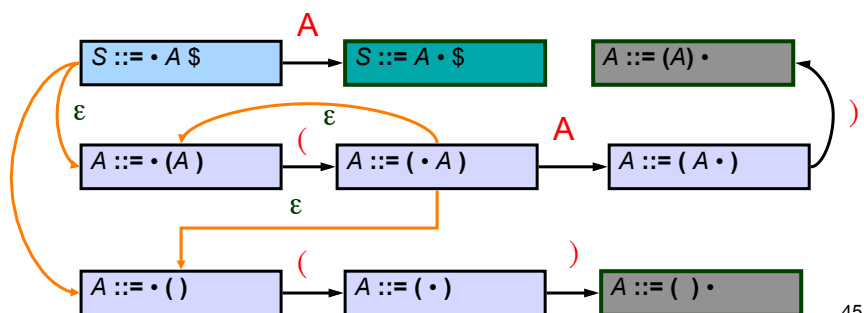 A
S ::= • A $
S ::= A • $
A ::= (A) •
ε
ε
(
A
)
A ::= • (A )
A ::= ( • A )
A ::= ( A • )
ε
(
)
A ::= • ( )
A ::= ( • )
A ::= ( ) •
45